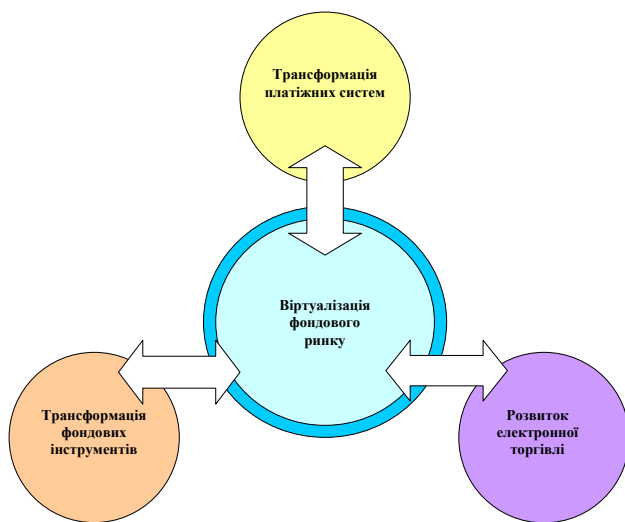 Трансформація
платіжних систем
Віртуалізація
фондового
ринку
Трансформація
фондових
інструментів
Розвиток
електронної
торгівлі